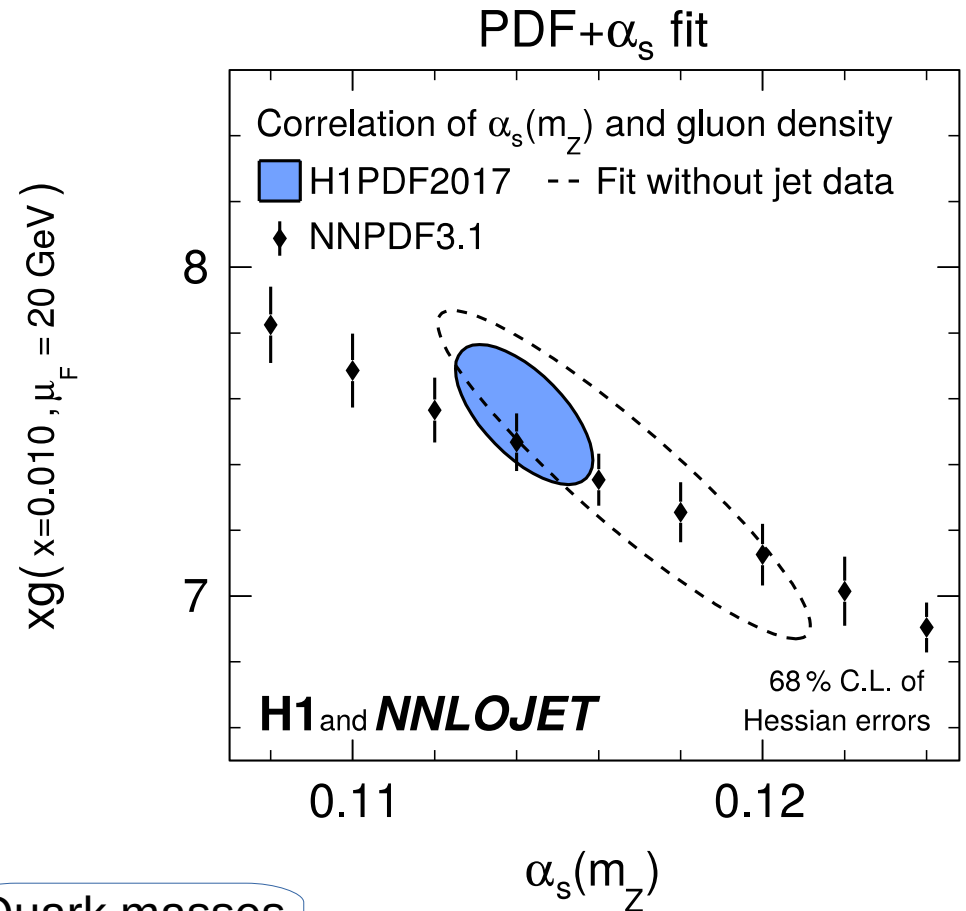 PDF+αs fit
Correlation of αs(mZ) and gluon density
H1PDF2017 -- Fit without jet data
NNPDF3.1
8
7
xg( x=0.010 ,μF = 20 GeV )
68 % C.L. of
H1 and NNLOJET Hessian errors
0.11 0.12
αs(mZ)
Quark masses